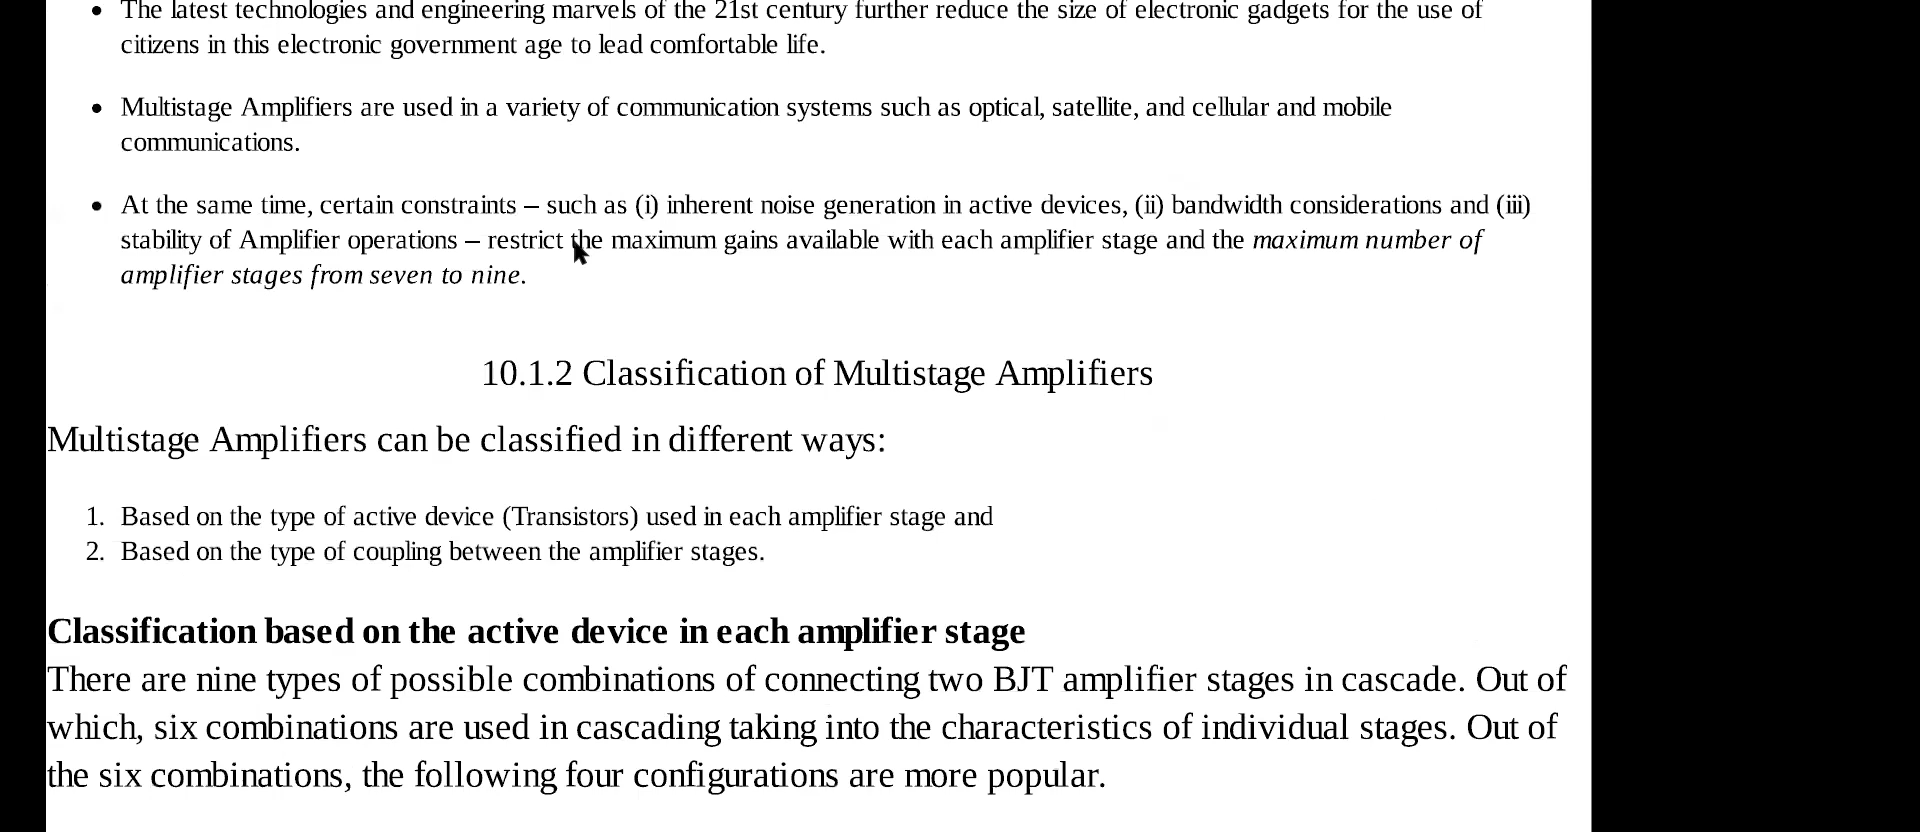 • The latest technologies and engineering marvels of the 21st century further reduce the size of electronic gadgets for the use of
citizens in this electronic government age to lead comfortable life.
• Multistage Amplifiers are used in a variety of communication systems such as optical, satellite, and cellular and mobile
communications.
• At the same time, certain constraints – such as (i) inherent noise generation in active devices, (ii) bandwidth considerations and (iii)
stability of Amplifier operations – restrict the maximum gains available with each amplifier stage and the maximum number of
amplifier stages from seven to nine.
10.1.2 Classification of Multistage Amplifiers
Multistage Amplifiers can be classified in different ways:
1. Based on the type of active device (Transistors) used in each amplifier stage and
2. Based on the type of coupling between the amplifier stages.
Classification based on the active device in each amplifier stage
There are nine types of possible combinations of connecting two BJT amplifier stages in cascade. Out of
which, six combinations are used in cascading taking into the characteristics of individual stages. Out of
the six combinations, the following four configurations are more popular.